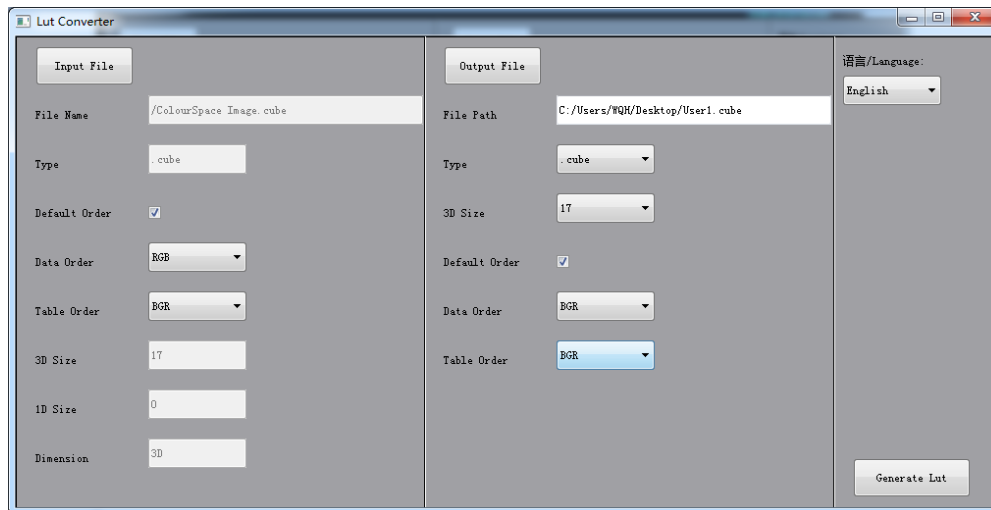 Lut Converter
Input File
File Name
/ColourSpace Image.cube
Type
.cube
Default Order
Data Order
RGB
Table Order
BGR
3D Size
17
1D Size
0
Dimension
3D
Output File
File Path
C:/Users/WQH/Desktop/User1.cube
Type
.cube
3D Size
17
Default Order
Data Order
BGR
Table Order
BGR
语言/Language:
English
Generate Lut